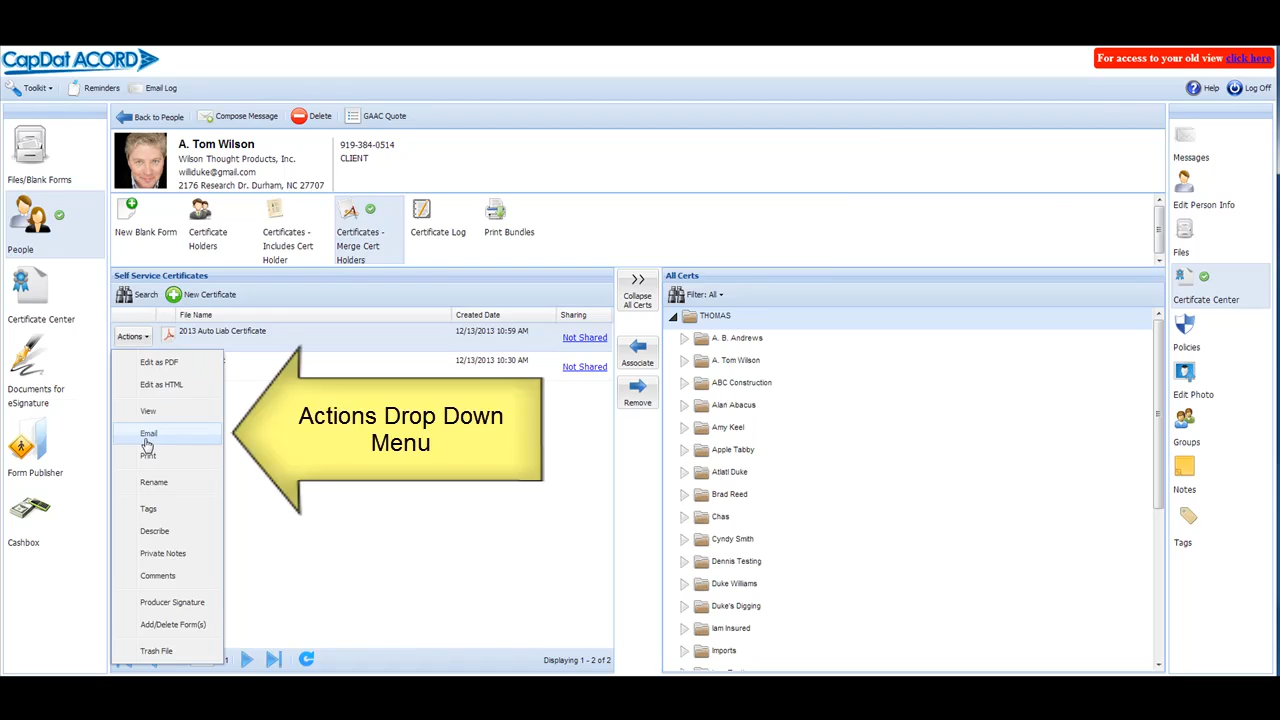 CapDat ACORD
For access to your old view click here
Toolkit
Reminders
Email Log
Help
Log Off
Back to People
Compose Message
Delete
GAAC Quote
Files/Blank Forms
People
Certificate Center
Documents for
eSignature
Form Publisher
Cashbox
A. Tom Wilson
Wilson Thought Products, Inc.
williduke@gmail.com
2176 Research Dr. Durham, NC 27707
919-384-0514
CLIENT
New Blank Form
Certificate
Holders
Certificates -
Includes Cert
Holder
Certificates -
Merge Cert
Holders
Certificate Log
Print Bundles
Self Service Certificates
Search
New Certificate
File Name
Created Date
Sharing
Actions
2013 Auto Liab Certificate
12/13/2013 10:59 AM
Not Shared
12/13/2013 10:30 AM
Not Shared
Edit as PDF
Edit as HTML
View
Email
Print
Rename
Tags
Describe
Private Notes
Comments
Producer Signature
Add/Delete Form(s)
Trash File
Actions Drop Down
Menu
1
Displaying 1 - 2 of 2
Collapse
All Certs
Associate
Remove
All Certs
Filter: All
THOMAS
A. B. Andrews
A. Tom Wilson
ABC Construction
Alan Abacus
Amy Keel
Apple Tabby
Atlatl Duke
Brad Reed
Chas
Cyndy Smith
Dennis Testing
Duke Williams
Duke's Digging
Iam Insured
Imports
Messages
Edit Person Info
Files
Certificate Center
Policies
Edit Photo
Groups
Notes
Tags